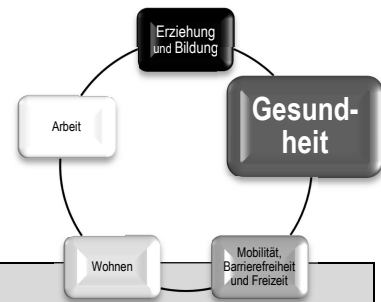 Erziehung
und Bildung
Gesund-
heit
Arbeit
Wohnen
Mobilität,
Barrierefreiheit
und Freizeit